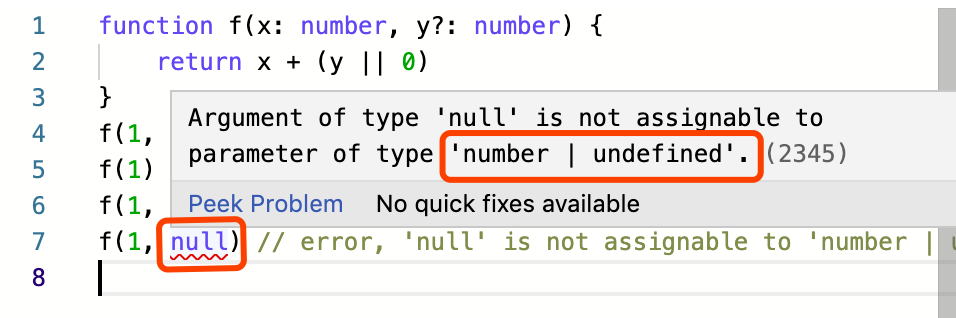 1 function f(x: number, y?: number) {
2 return x + (y || 0)
3 }
4 f(1,
5 f(1)
6 f(1,
Argument of type 'null' is not assignable to
parameter of type 'number | undefined'. (2345)
Peek Problem No quick fixes available
7 f(1, null) // error, 'null' is not assignable to 'number |
8